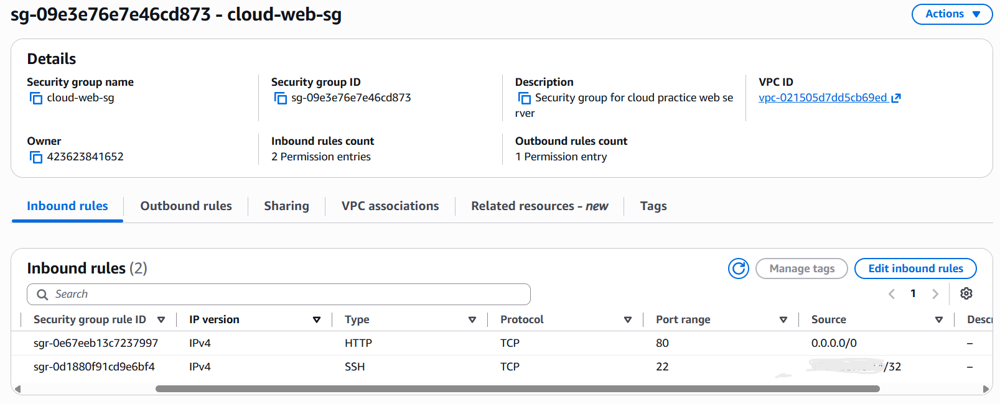 sg-09e3e76e7e46cd873 - cloud-web-sg
Actions
Details
Security group name
cloud-web-sg
Security group ID
sg-09e3e76e7e46cd873
Description
Security group for cloud practice web se
rver
VPC ID
vpc-021505d7dd5cb69ed
Owner
423623841652
Inbound rules count
2 Permission entries
Outbound rules count
1 Permission entry
Inbound rules
Outbound rules
Sharing
VPC associations
Related resources - new
Tags
Inbound rules (2)
Manage tags
Edit inbound rules
Search
1
Security group rule ID IP version Type Protocol Port range Source Descr
sgr-0e67eeb13c7237997 IPv4 HTTP TCP 80 0.0.0.0/0 –
sgr-0d1880f91cd9e6bf4 IPv4 SSH TCP 22 /32 –